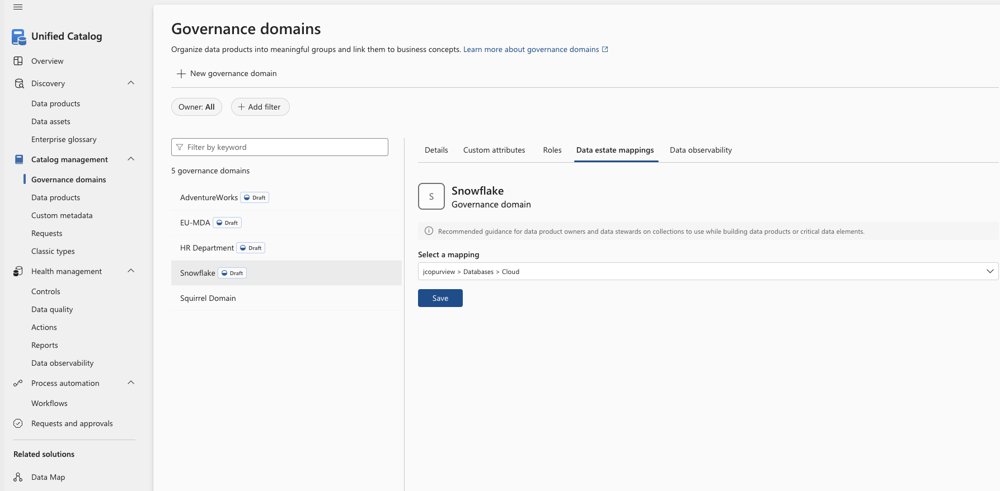 Unified Catalog
Overview
Discovery
Data products
Data assets
Enterprise glossary
Catalog management
Governance domains
Data products
Custom metadata
Requests
Classic types
Health management
Controls
Data quality
Actions
Reports
Data observability
Process automation
Workflows
Requests and approvals
Related solutions
Data Map
Governance domains
Organize data products into meaningful groups and link them to business concepts. Learn more about governance domains
New governance domain
Owner: All Add filter
Filter by keyword
5 governance domains
AdventureWorks Draft
EU-MDA Draft
HR Department Draft
Snowflake Draft
Squirrel Domain
Details Custom attributes Roles Data estate mappings Data observability
S
Snowflake
Governance domain
Recommended guidance for data product owners and data stewards on collections to use while building data products or critical data elements.
Select a mapping
jcopurview > Databases > Cloud
Save